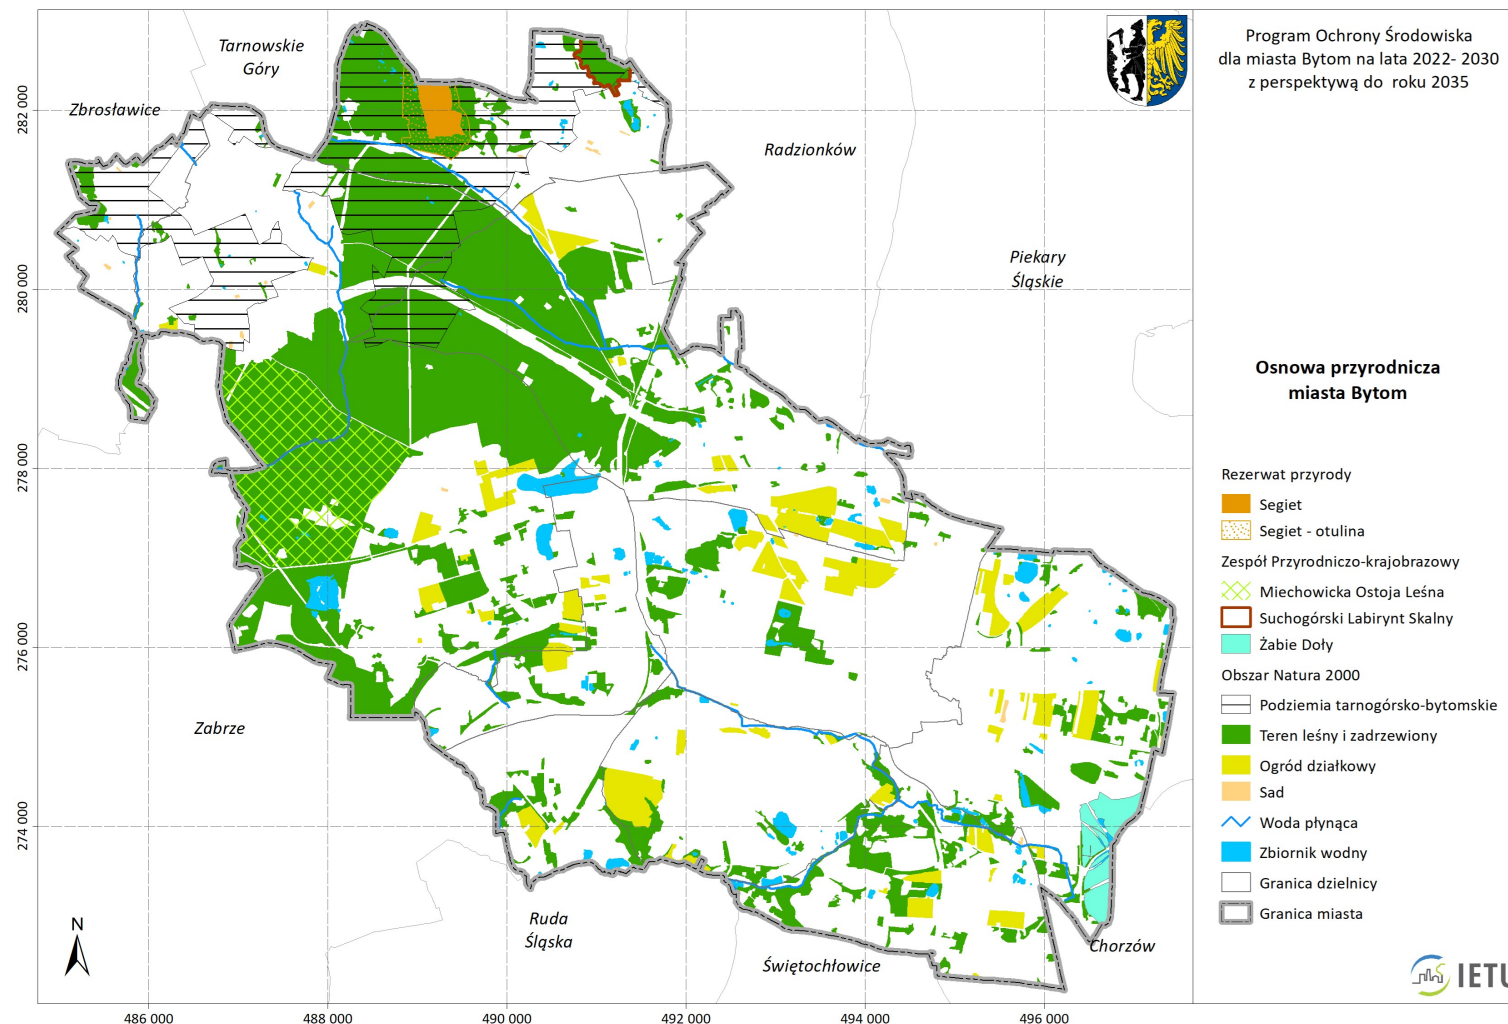 Program Ochrony Środowiska
dla miasta Bytom na lata 2022- 2030
z perspektywą do roku 2035
Osnowa przyrodnicza
miasta Bytom
Rezerwat przyrody
Segiet
Segiet - otulina
Zespół Przyrodniczo-krajobrazowy
Miechowicka Ostoja Leśna
Suchogórski Labirynt Skalny
Żabie Doły
Obszar Natura 2000
Podziemia tarnogórsko-bytomskie
Teren leśny i zadrzewiony
Ogród działkowy
Sad
Woda płynąca
Zbiornik wodny
Granica dzielnicy
Granica miasta
IETU
Tarnowskie
Góry
Zbrosławice
Radzionków
Piekary
Śląskie
Zabrze
Ruda
Śląska
Świętochłowice
Chorzów
N
282 000
280 000
278 000
276 000
274 000
486 000
488 000
490 000
492 000
494 000
496 000